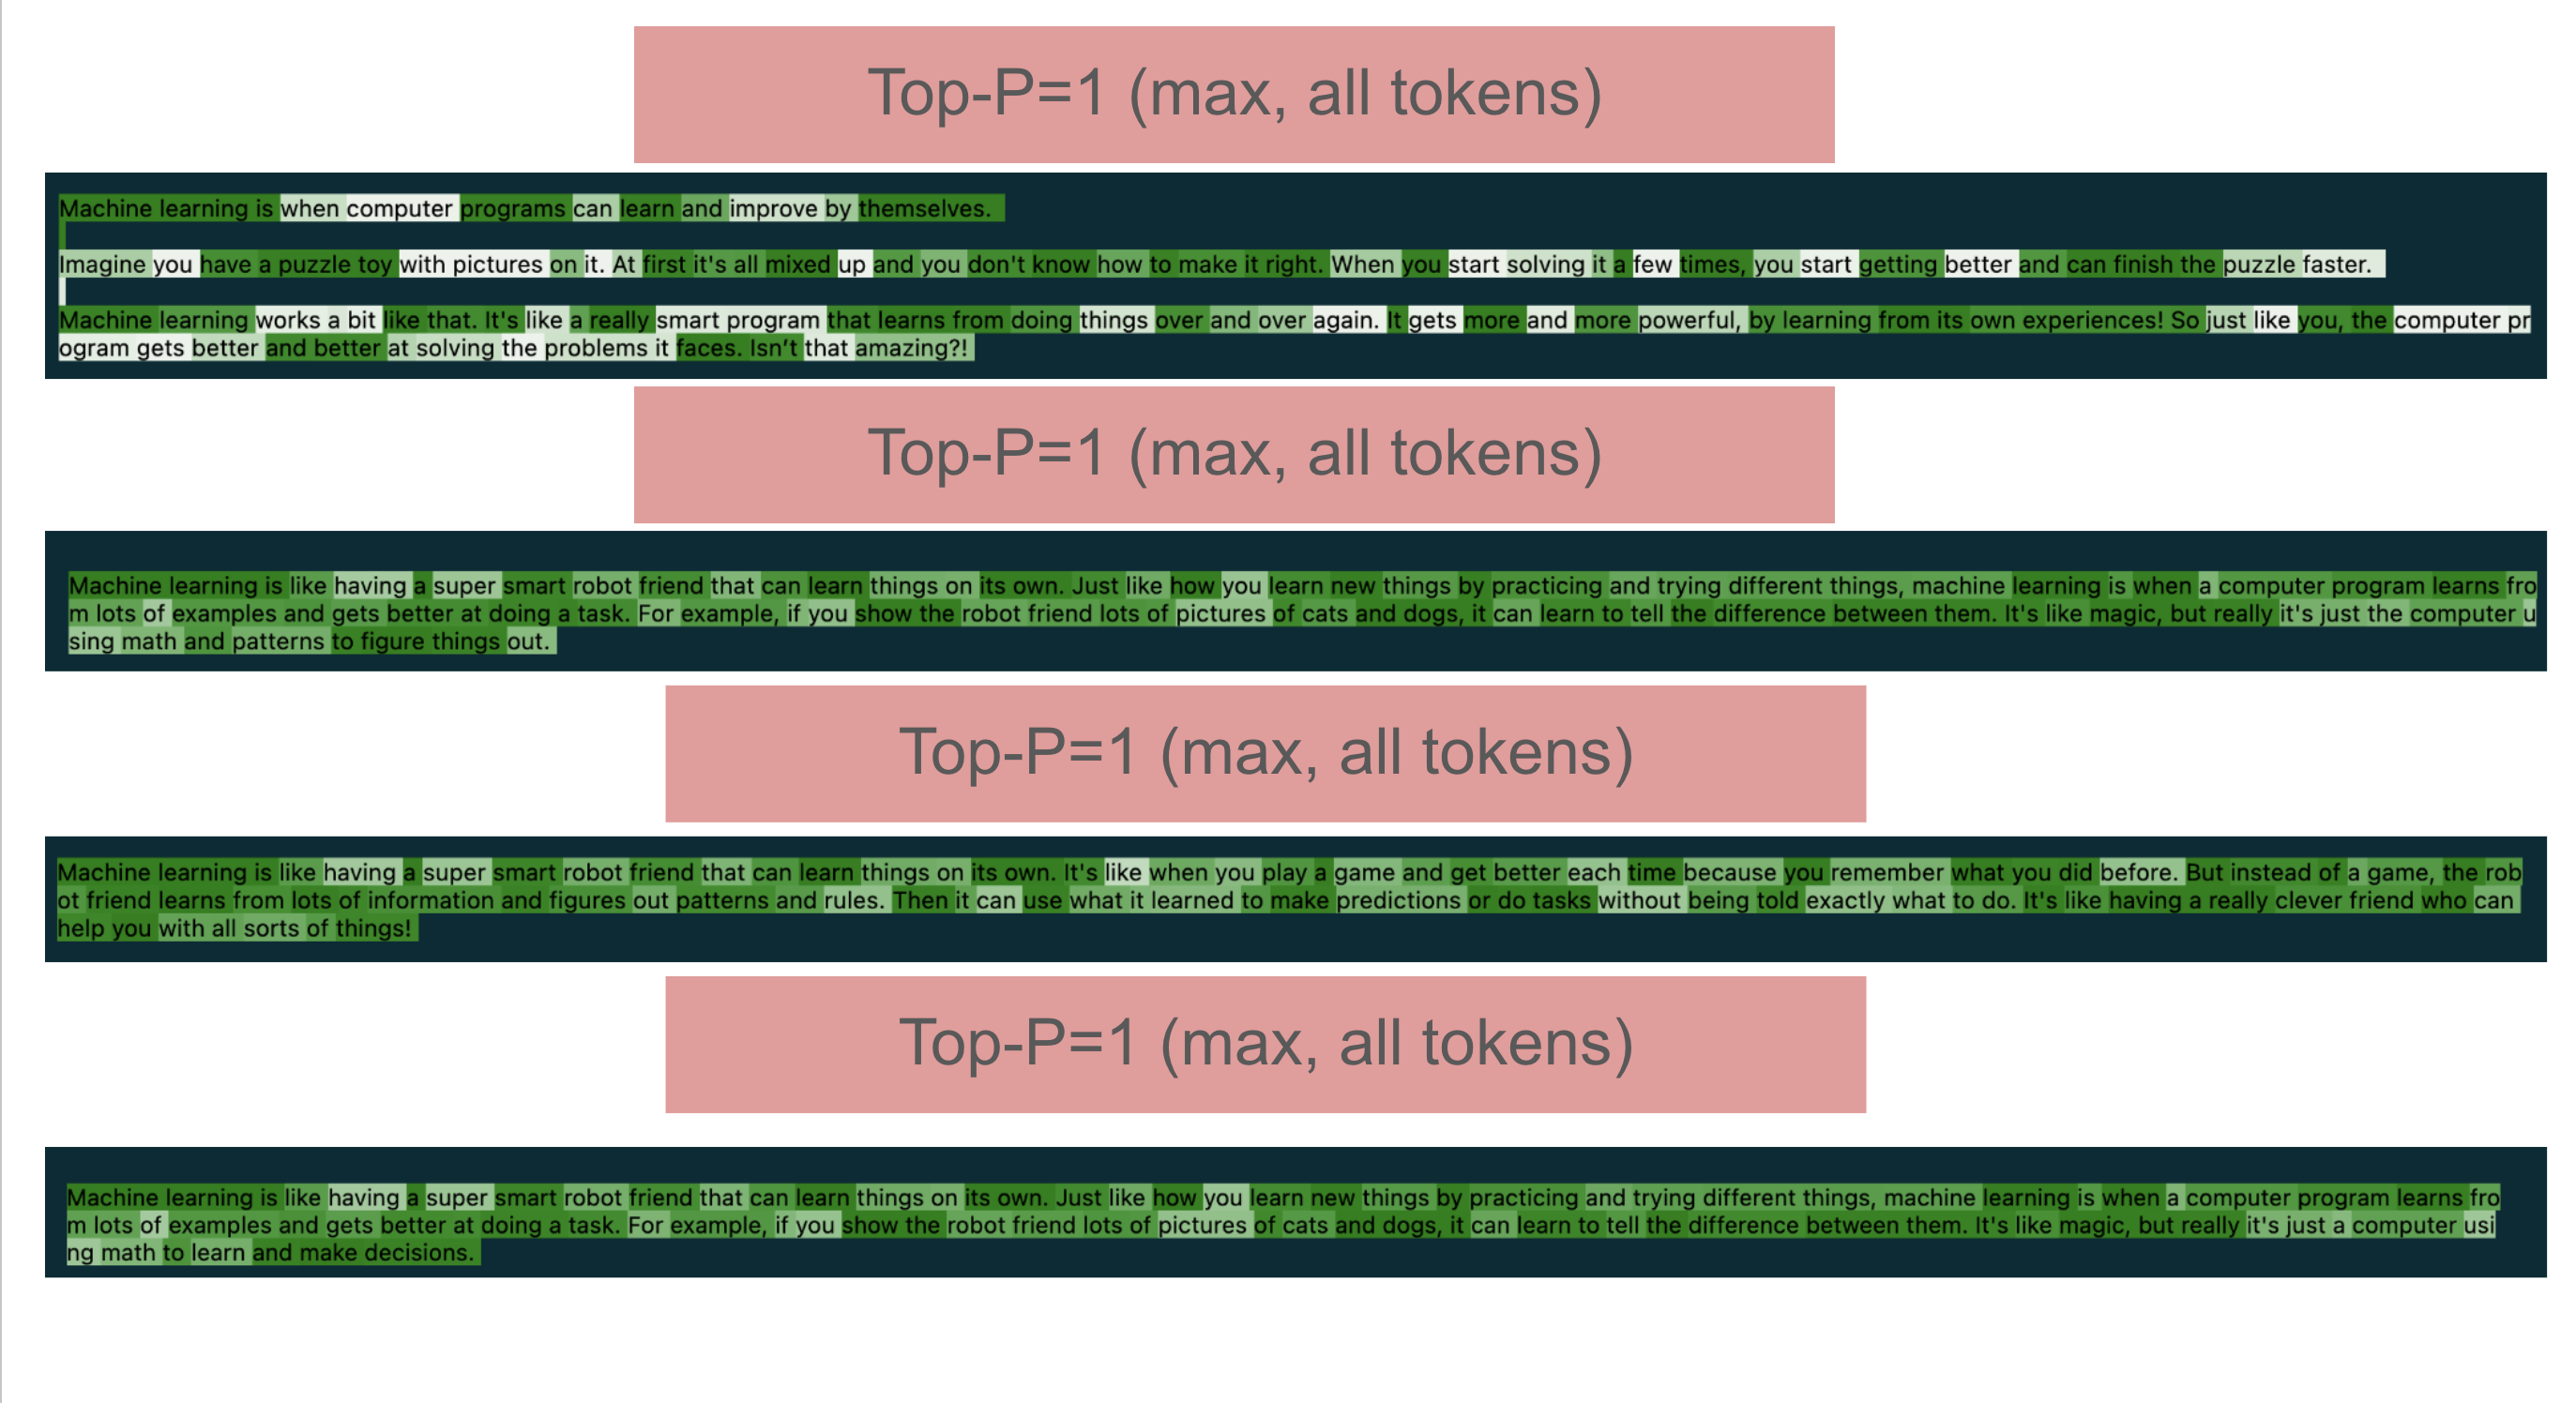 Top-P=1 (max, all tokens)
Machine learning is when computer programs can learn and improve by themselves.
Imagine you have a puzzle toy with pictures on it. At first it's all mixed up and you don't know how to make it right. When you start solving it a few times, you start getting better and can finish the puzzle faster.
Machine learning works a bit like that. It's like a really smart program that learns from doing things over and over again. It gets more and more powerful, by learning from its own experiences! So just like you, the computer pr
ogram gets better and better at solving the problems it faces. Isn’t that amazing?!
Top-P=1 (max, all tokens)
Machine learning is like having a super smart robot friend that can learn things on its own. Just like how you learn new things by practicing and trying different things, machine learning is when a computer program learns fro
m lots of examples and gets better at doing a task. For example, if you show the robot friend lots of pictures of cats and dogs, it can learn to tell the difference between them. It's like magic, but really it's just the computer u
sing math and patterns to figure things out.
Top-P=1 (max, all tokens)
Machine learning is like having a super smart robot friend that can learn things on its own. It's like when you play a game and get better each time because you remember what you did before. But instead of a game, the rob
ot friend learns from lots of information and figures out patterns and rules. Then it can use what it learned to make predictions or do tasks without being told exactly what to do. It's like having a really clever friend who can
help you with all sorts of things!
Top-P=1 (max, all tokens)
Machine learning is like having a super smart robot friend that can learn things on its own. Just like how you learn new things by practicing and trying different things, machine learning is when a computer program learns fro
m lots of examples and gets better at doing a task. For example, if you show the robot friend lots of pictures of cats and dogs, it can learn to tell the difference between them. It's like magic, but really it's just a computer usi
ng math to learn and make decisions.